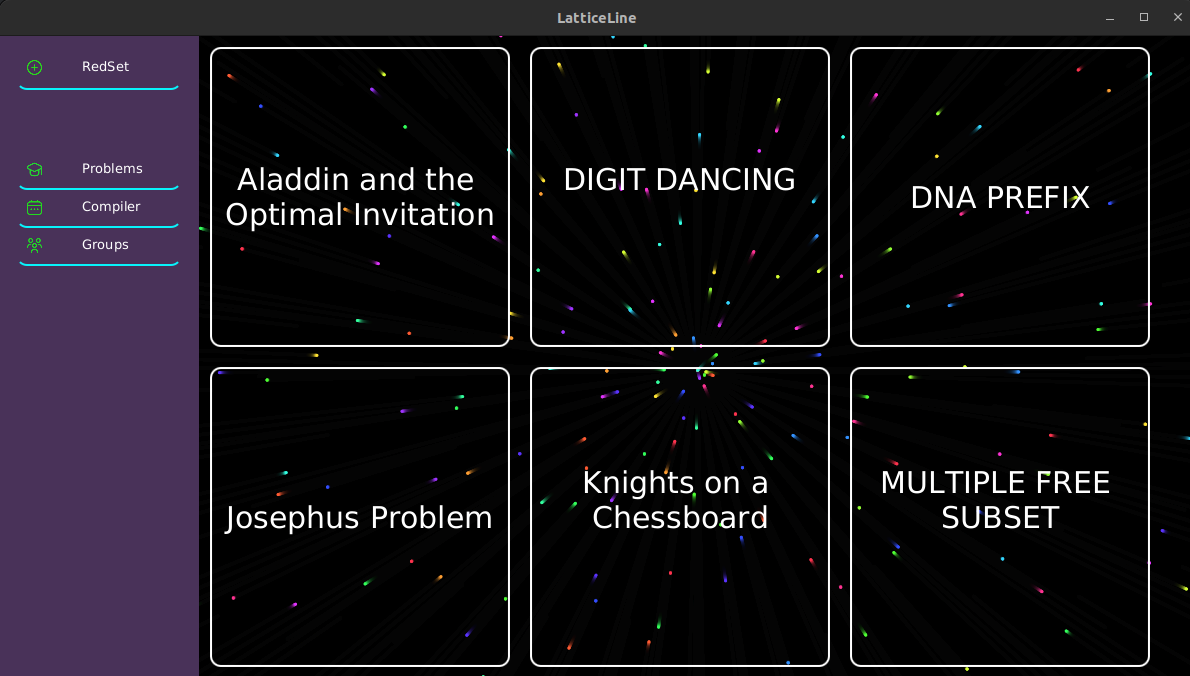 LatticeLine
RedSet
Problems
Compiler
Groups
Aladdin and the
Optimal Invitation
DIGIT DANCING
DNA PREFIX
Josephus Problem
Knights on a
Chessboard
MULTIPLE FREE
SUBSET